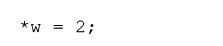 *w = 2;